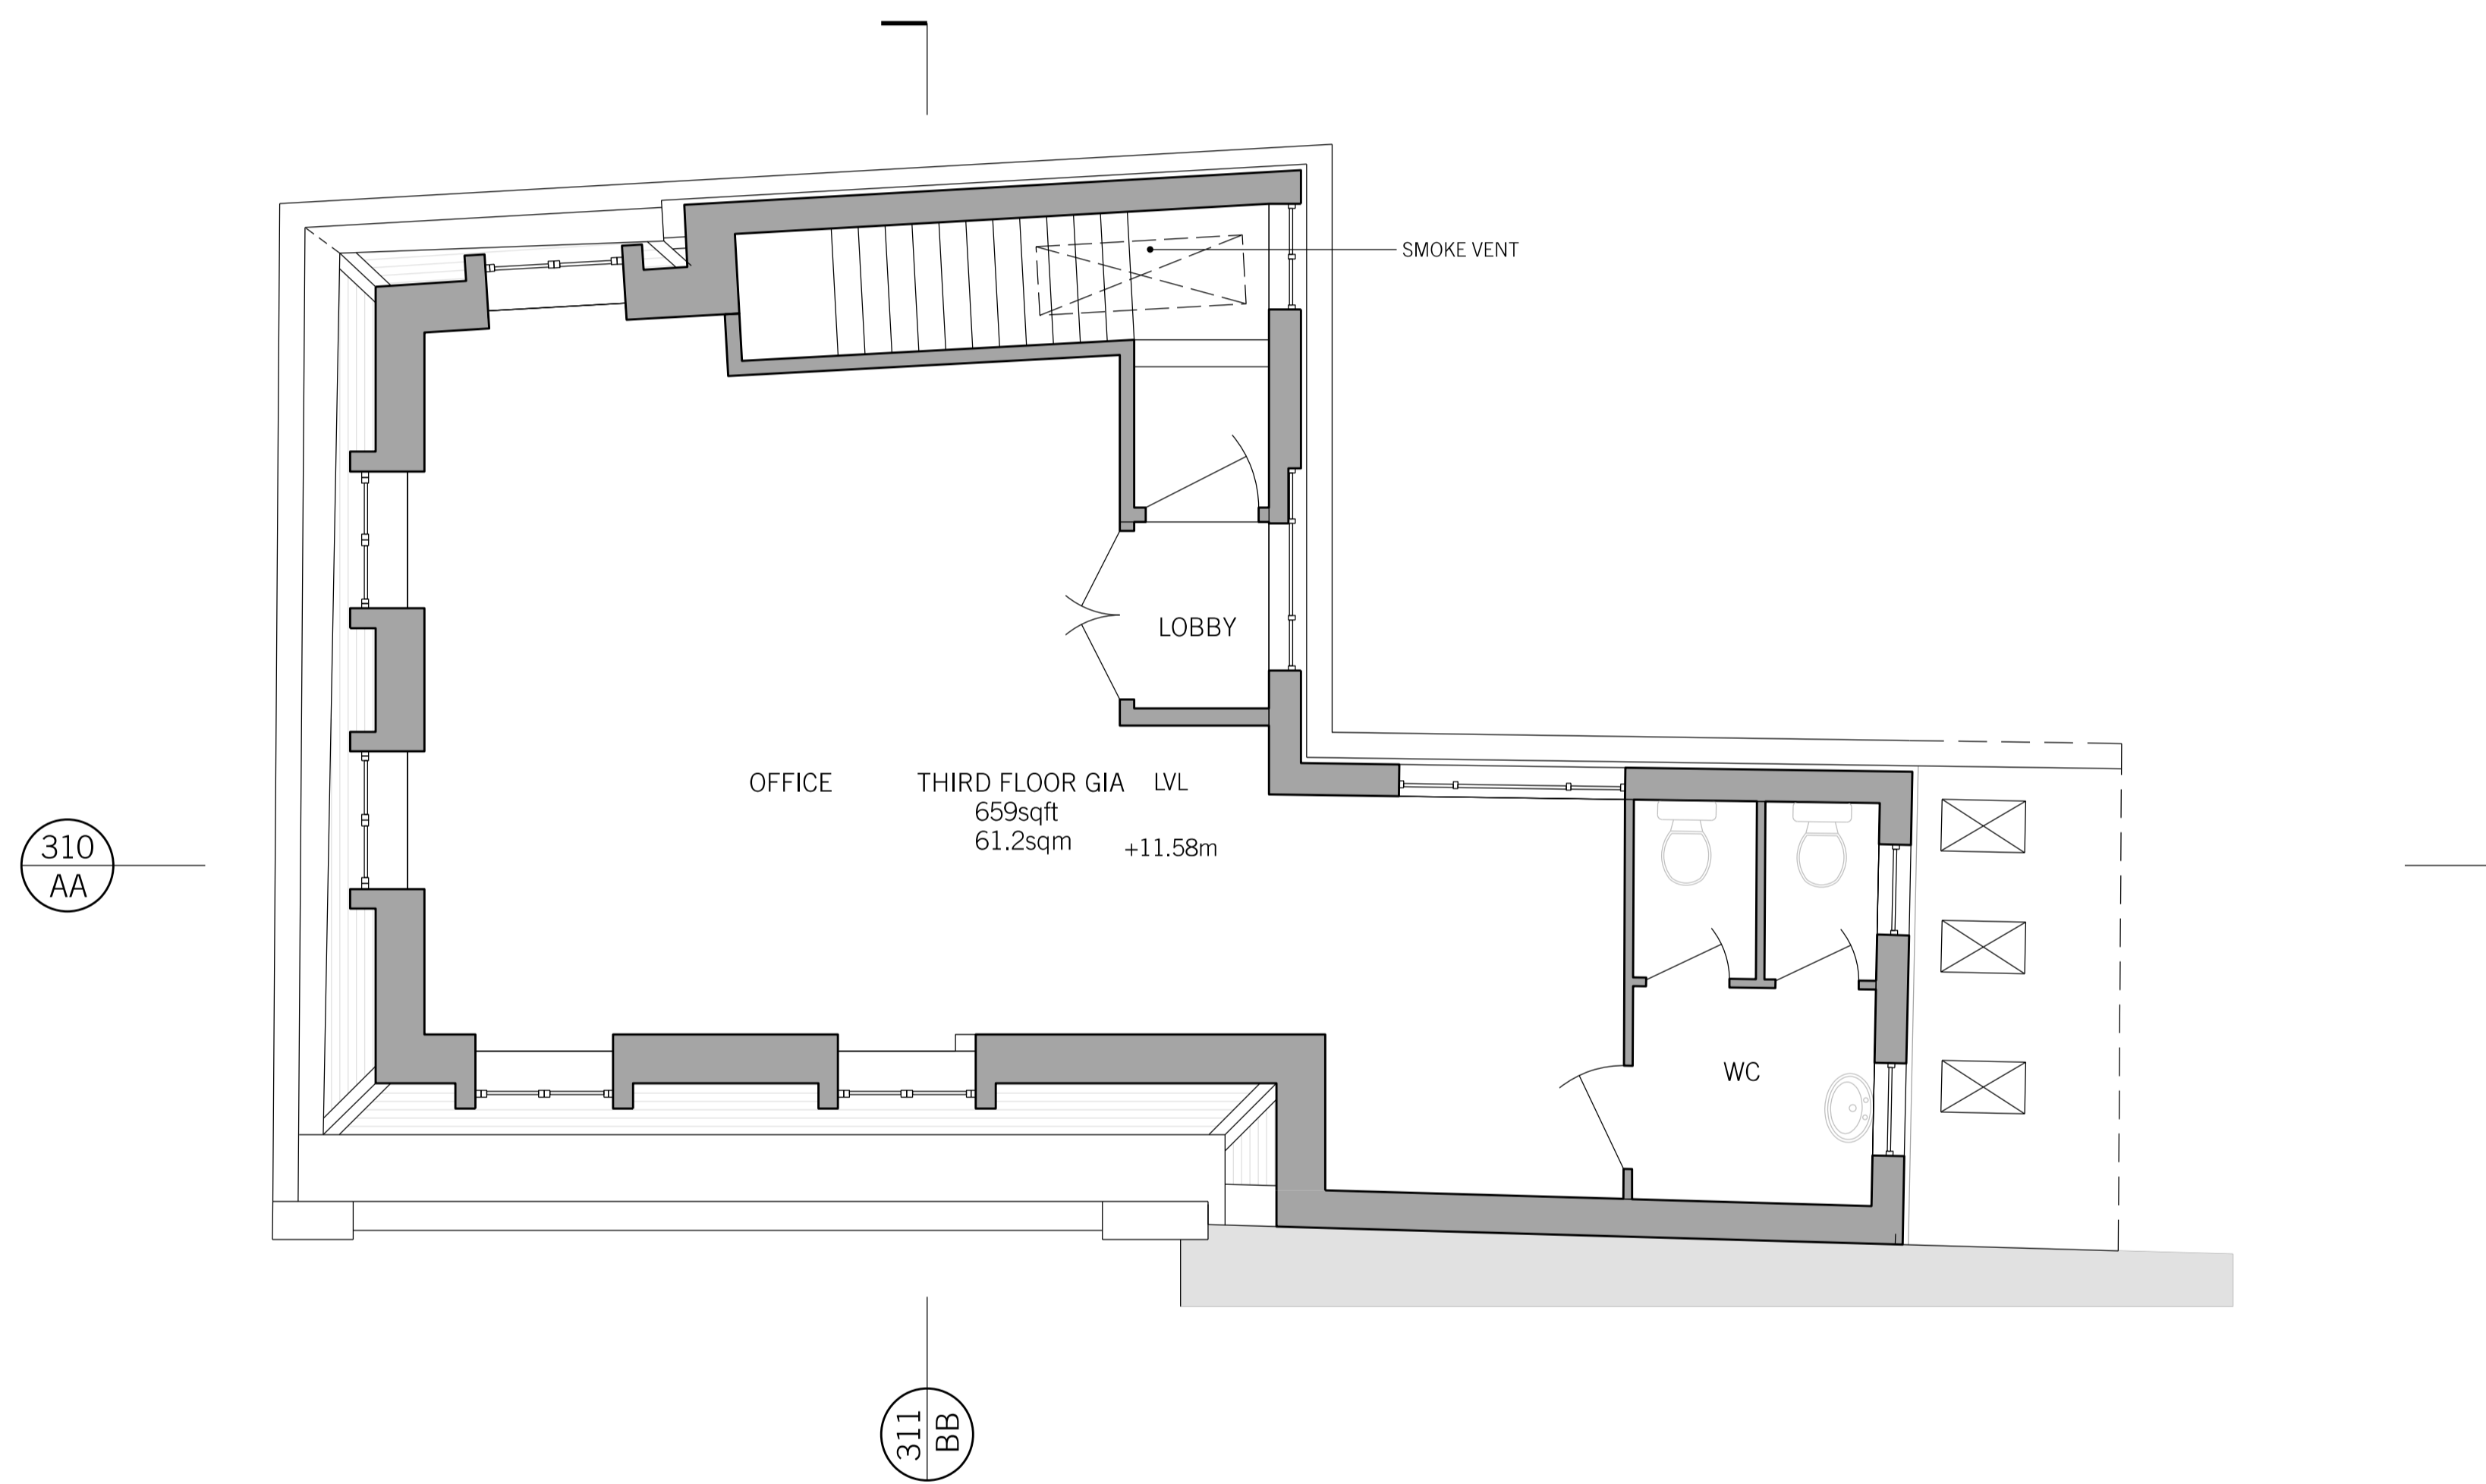 SMOKE VENT
LOBBY
OFFICE
THIRD FLOOR GIA
659sqft
61.2sqm
LVL
+11.58m
310
AA
WC
311
BB